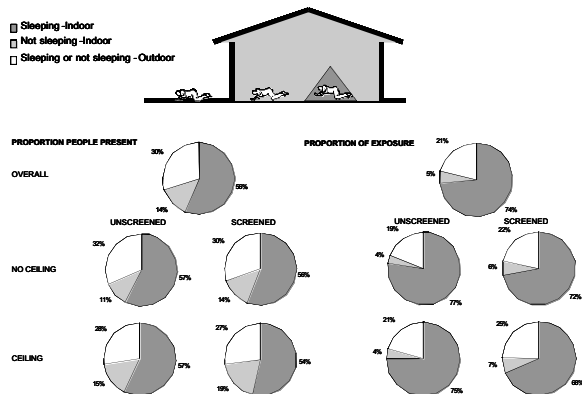 Sleeping -Indoor
Not sleeping -Indoor
Sleeping or not sleeping -Outdoor
PROPORTION PEOPLE PRESENT
PROPORTION OF EXPOSURE
OVERALL
30%
56%
14%
21%
5%
74%
UNSCREENED
SCREENED
UNSCREENED
SCREENED
NO CEILING
32%
57%
11%
30%
56%
14%
19%
4%
77%
22%
6%
72%
CEILING
28%
57%
15%
27%
54%
19%
21%
4%
75%
25%
7%
68%